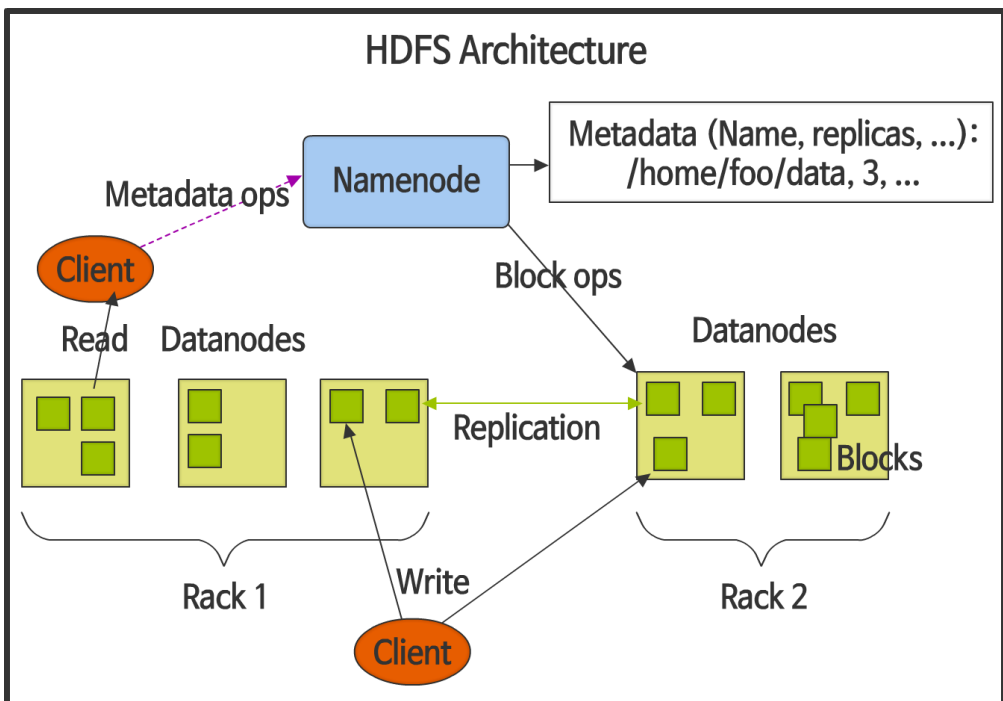 HDFS Architecture
Metadata (Name, replicas, ...):
/home/foo/data, 3, ...
Namenode
Metadata ops
Client
Block ops
Read
Datanodes
Datanodes
Replication
Blocks
Rack 1
Write
Rack 2
Client